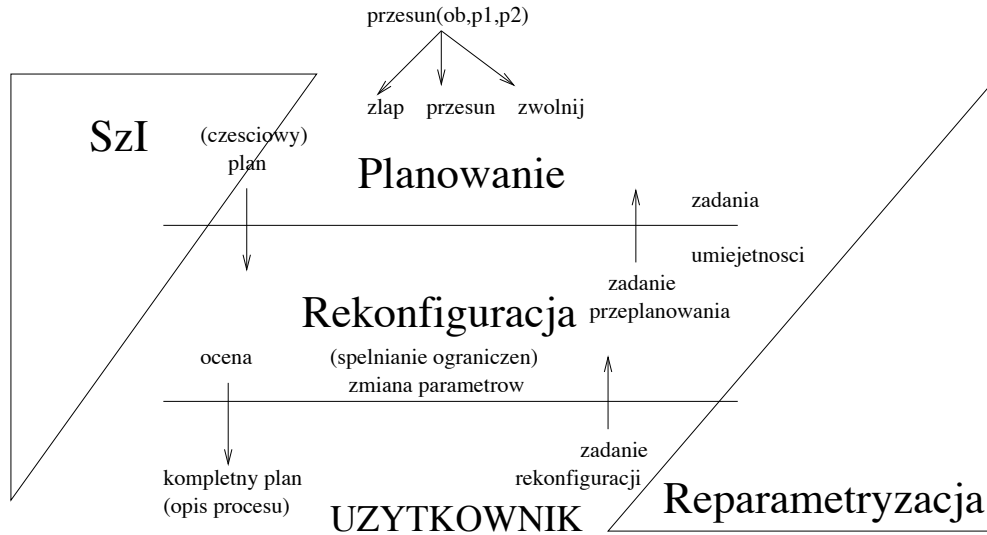 przesun(ob,p1,p2)
zlap przesun zwolnij
SzI
(czesciowy)
plan
Planowanie
zadania
umiejetnosci
zadanie
przeplanowania
Rekonfiguracja
ocena
(spelnianie ograniczen)
zmiana parametrow
zadanie
rekonfiguracji
kompletny plan
(opis procesu)
UZYTKOWNIK
Reparametryzacja